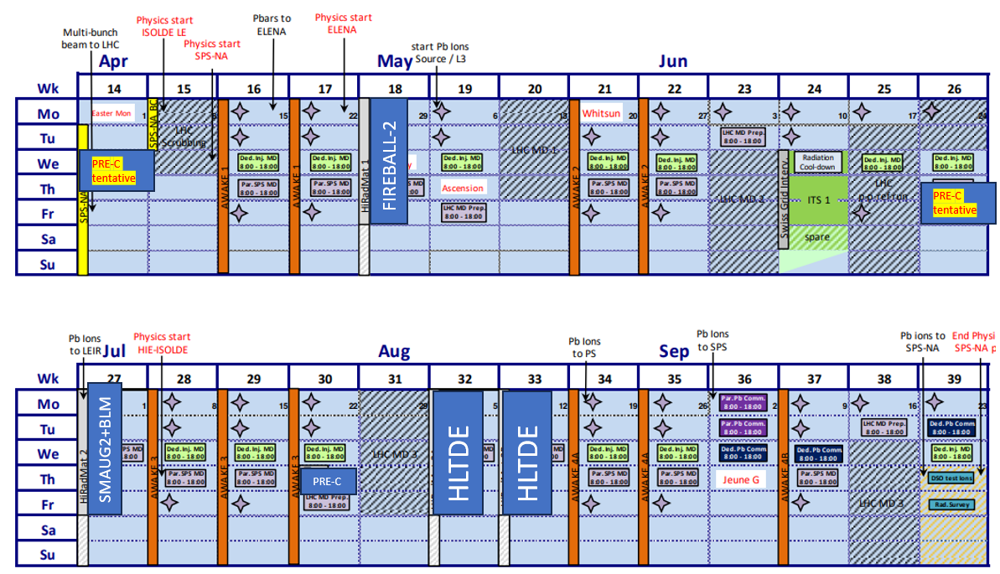 Multi-bunch
beam to LHC
Physics start
ISOLDE LE
Physics start
SPS-NA
Pbars to
ELENA
Physics start
ELENA
start Pb Ions
Source / L3
Apr May Jun
Wk 14 15 16 17 18 19 20 21 22 23 24 25 26
Mo Easter Mon 1 15 22 29 6 13 Whitsun 20 27 3 10 17 24
Tu LHC MD Prep.
8:00 - 18:00
We Ded. Inj. MD
8:00 - 18:00
Ded. Inj. MD
8:00 - 18:00
Ded. Inj. MD
8:00 - 18:00
Ded. Inj. MD
8:00 - 18:00
Ded. Inj. MD
8:00 - 18:00
Radiation
Cool-down
Ded. Inj. MD
8:00 - 18:00
Ded. Inj. MD
8:00 - 18:00
Th Par. SPS MD
8:00 - 18:00
Par. SPS MD
8:00 - 18:00
Ascension
Par. SPS MD
8:00 - 18:00
Par. SPS MD
8:00 - 18:00
Fr LHC MD Prep.
8:00 - 18:00
Sa
Su
SPS-NA
PRE-C
tentative
SPS-NA BC
LHC
Scrubbing
AWAKE 1
AWAKE 1
HiRadMat 1
FIREBALL-2
LHC MD 1
AWAKE 2
AWAKE 2
LHC MD 2
Swiss Grid Interv.
ITS 1
spare
LHC
p-p ref run
PRE-C
tentative
Pb Ions
to LEIR
Physics start
HIE-ISOLDE
Pb Ions
to PS
Pb Ions
to SPS
Pb ions to
SPS-NA
End Physi
SPS-NA p
Jul Aug Sep
Wk 27 28 29 30 31 32 33 34 35 36 37 38 39
Mo 1 8 15 22 29 5 12 19 26 Par. Pb Comm.
8:00 - 18:00
2 9 16 23
Tu Par. Pb Comm.
8:00 - 18:00
LHC MD Prep.
8:00 - 18:00
Ded. Pb Comm.
8:00 - 18:00
We PS MD
18:00
Ded. Inj. MD
8:00 - 18:00
Ded. Inj. MD
8:00 - 18:00
Ded. Inj. MD
8:00 - 18:00
MD
18:00
MD
18:00
Ded. Inj. MD
8:00 - 18:00
Ded. Inj. MD
8:00 - 18:00
Ded. Pb Comm.
8:00 - 18:00
Ded. Pb Comm.
8:00 - 18:00
Ded. Inj. MD
8:00 - 18:00
Th Par. SPS MD
8:00 - 18:00
Par. SPS MD
8:00 - 18:00
PRE-C
Par. SPS MD
8:00 - 18:00
Par. SPS MD
8:00 - 18:00
Jeune G
Par. SPS MD
8:00 - 18:00
DSO test ions
Fr LHC MD Prep.
8:00 - 18:00
Rad.Survey
Sa
Su
HiRadMat 2
SMAUG2+BLM
AWAKE 3
AWAKE 3
AWAKE 3
LHC MD 3
HLTDE
HLTDE
AWAKE 4A
AWAKE 4A
AWAKE 4B
LHC MD 3